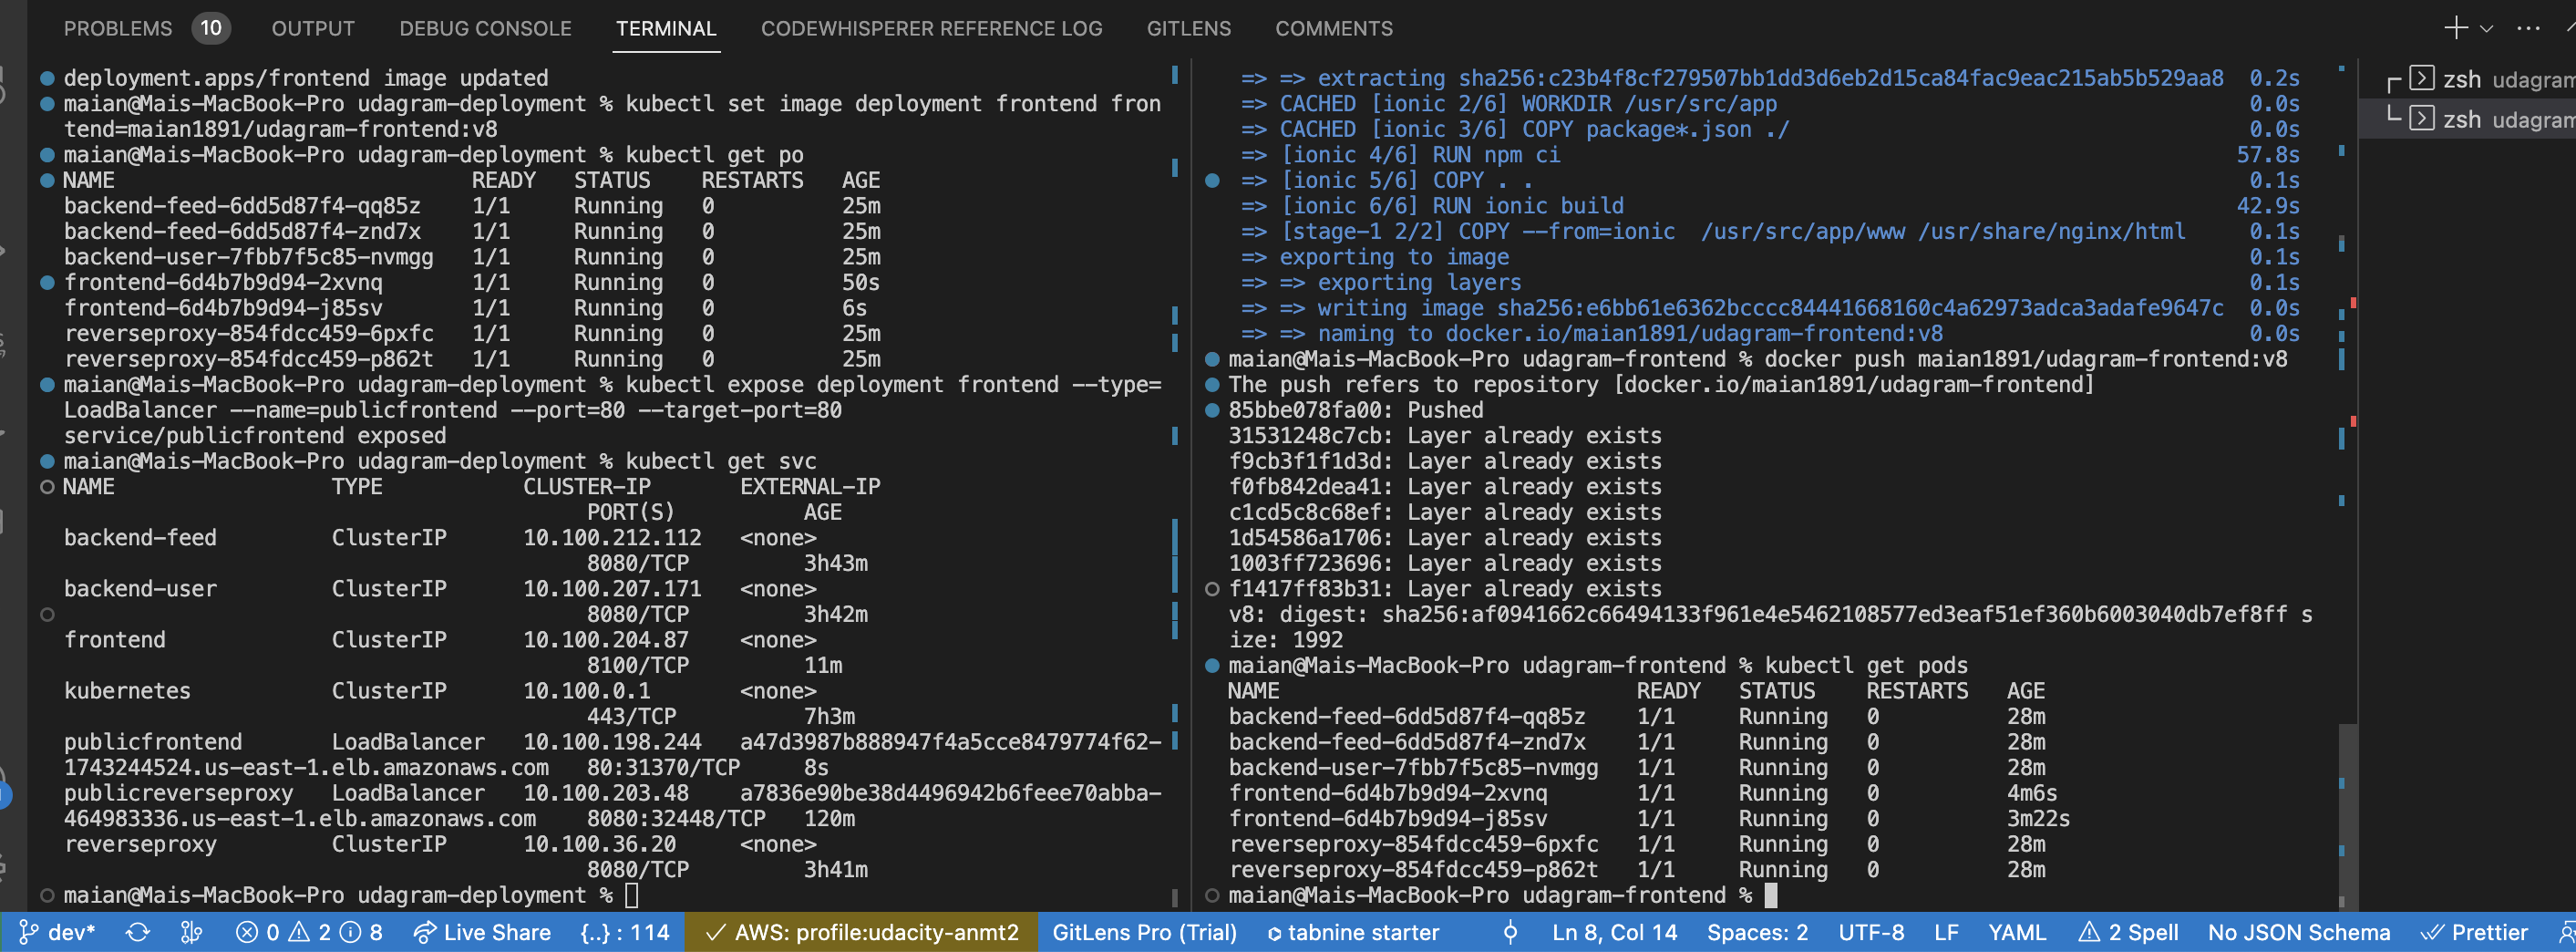 PROBLEMS 10 OUTPUT DEBUG CONSOLE TERMINAL CODEWHISPERER REFERENCE LOG GITLENS COMMENTS
deployment.apps/frontend image updated
maian@Mais-MacBook-Pro udagram-deployment % kubectl set image deployment frontend fron
tend=maian1891/udagram-frontend:v8
maian@Mais-MacBook-Pro udagram-deployment % kubectl get po
NAME READY STATUS RESTARTS AGE
backend-feed-6dd5d87f4-qq85z 1/1 Running 0 25m
backend-feed-6dd5d87f4-znd7x 1/1 Running 0 25m
backend-user-7fbb7f5c85-nvmgg 1/1 Running 0 25m
frontend-6d4b7b9d94-2xvnq 1/1 Running 0 50s
frontend-6d4b7b9d94-j85sv 1/1 Running 0 6s
reverseproxy-854fdcc459-6pxfc 1/1 Running 0 25m
reverseproxy-854fdcc459-p862t 1/1 Running 0 25m
maian@Mais-MacBook-Pro udagram-deployment % kubectl expose deployment frontend --type=
LoadBalancer --name=publicfrontend --port=80 --target-port=80
service/publicfrontend exposed
maian@Mais-MacBook-Pro udagram-deployment % kubectl get svc
NAME TYPE CLUSTER-IP EXTERNAL-IP
PORT(S) AGE
backend-feed ClusterIP 10.100.212.112 <none>
8080/TCP 3h43m
backend-user ClusterIP 10.100.207.171 <none>
8080/TCP 3h42m
frontend ClusterIP 10.100.204.87 <none>
8100/TCP 11m
kubernetes ClusterIP 10.100.0.1 <none>
443/TCP 7h3m
publicfrontend LoadBalancer 10.100.198.244 a47d3987b888947f4a5cce8479774f62-
1743244524.us-east-1.elb.amazonaws.com 80:31370/TCP 8s
publicreverseproxy LoadBalancer 10.100.203.48 a7836e90be38d4496942b6feee70abba-
464983336.us-east-1.elb.amazonaws.com 8080:32448/TCP 120m
reverseproxy ClusterIP 10.100.36.20 <none>
8080/TCP 3h41m
maian@Mais-MacBook-Pro udagram-deployment %
=> => extracting sha256:c23b4f8cf279507bb1dd3d6eb2d15ca84fac9eac215ab5b529aa8 0.2s
=> CACHED [ionic 2/6] WORKDIR /usr/src/app 0.0s
=> CACHED [ionic 3/6] COPY package*.json ./ 0.0s
=> [ionic 4/6] RUN npm ci 57.8s
=> [ionic 5/6] COPY . . 0.1s
=> [ionic 6/6] RUN ionic build 42.9s
=> [stage-1 2/2] COPY --from=ionic /usr/src/app/www /usr/share/nginx/html 0.1s
=> exporting to image 0.1s
=> => exporting layers 0.1s
=> => writing image sha256:e6bb61e6362bcccc84441668160c4a62973adca3adafe9647c 0.0s
=> => naming to docker.io/maian1891/udagram-frontend:v8 0.0s
maian@Mais-MacBook-Pro udagram-frontend % docker push maian1891/udagram-frontend:v8
The push refers to repository [docker.io/maian1891/udagram-frontend]
85bbe078fa00: Pushed
31531248c7cb: Layer already exists
f9cb3f1f1d3d: Layer already exists
f0fb842dea41: Layer already exists
c1cd5c8c68ef: Layer already exists
1d54586a1706: Layer already exists
1003ff723696: Layer already exists
f1417ff83b31: Layer already exists
v8: digest: sha256:af0941662c66494133f961e4e5462108577ed3eaf51ef360b6003040db7ef8ff s
ize: 1992
maian@Mais-MacBook-Pro udagram-frontend % kubectl get pods
NAME READY STATUS RESTARTS AGE
backend-feed-6dd5d87f4-qq85z 1/1 Running 0 28m
backend-feed-6dd5d87f4-znd7x 1/1 Running 0 28m
backend-user-7fbb7f5c85-nvmgg 1/1 Running 0 28m
frontend-6d4b7b9d94-2xvnq 1/1 Running 0 4m6s
frontend-6d4b7b9d94-j85sv 1/1 Running 0 3m22s
reverseproxy-854fdcc459-6pxfc 1/1 Running 0 28m
reverseproxy-854fdcc459-p862t 1/1 Running 0 28m
maian@Mais-MacBook-Pro udagram-frontend %
zsh udagram
zsh udagram
dev* 0 2 8 Live Share {..} : 114 AWS: profile:udacity-anmt2 GitLens Pro (Trial) tabnine starter Ln 8, Col 14 Spaces: 2 UTF-8 LF YAML 2 Spell No JSON Schema Prettier